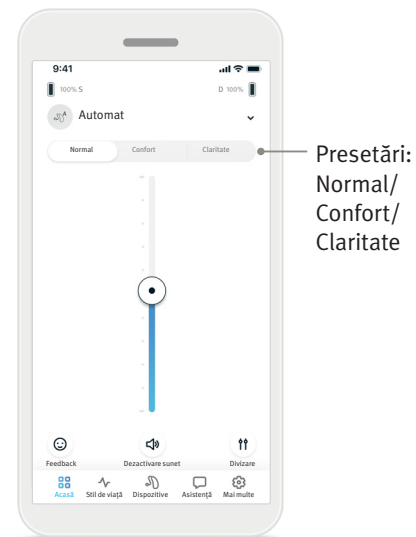 9:41
100% S
D 100%
Automat
Normal Confort Claritate
Presetări:
Normal/
Confort/
Claritate
Feedback Dezactivare sunet Divizare
Acasă Stil de viață Dispozitive Asistență Mai multe